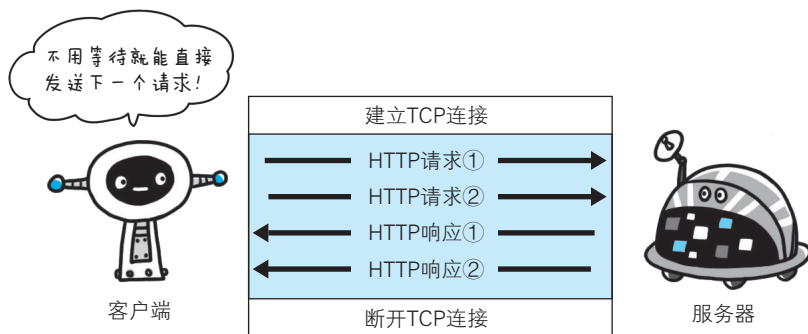 不用等待就能直接
发送下一个请求！
建立TCP连接
HTTP请求①
HTTP请求②
HTTP响应①
HTTP响应②
断开TCP连接
客户端
服务器